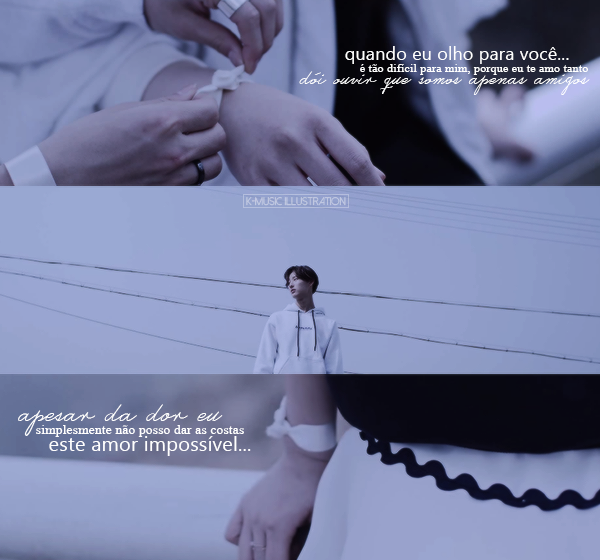 quando eu olho para você...
é tão difícil para mim, porque eu te amo tanto
dói ouvir que somos apenas amigos
K-MUSIC ILLUSTRATION
apesar da dor eu
simplesmente não posso dar as costas
este amor impossível...